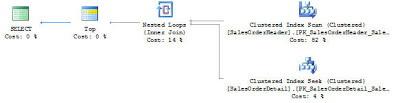 SELECT
Cost: 0 %
Top
Cost: 0 %
Nested Loops
(Inner Join)
Cost: 14 %
Clustered Index Scan (Clustered)
[SalesOrderHeader].[PK_SalesOrderHeader_Sale…
Cost: 82 %
Clustered Index Seek (Clustered)
[SalesOrderDetail].[PK_SalesOrderDetail_Sale…
Cost: 4 %